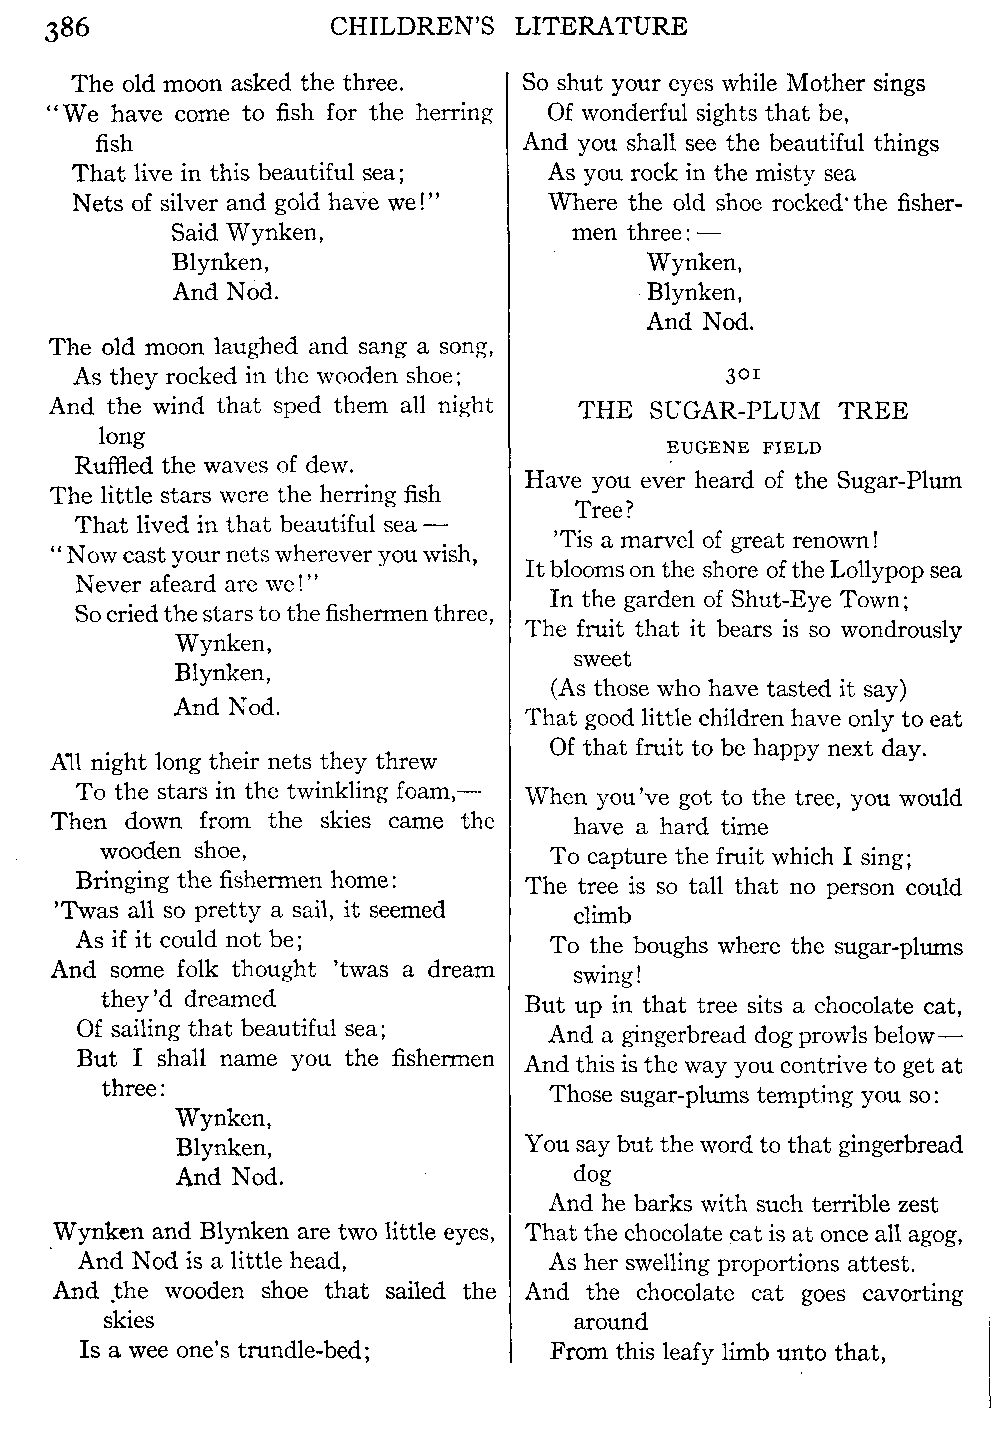 386 CHILDREN'S LITERATURE
The old moon asked the three.
"We have come to fish for the herring
fish
That live in this beautiful sea;
Nets of silver and gold have we!"
Said Wynken,
Blynken,
And Nod.
The old moon laughed and sang a song,
As they rocked in the wooden shoe;
And the wind that sped them all night
long
Ruffled the waves of dew.
The little stars were the herring fish
That lived in that beautiful sea—
"Now cast your nets wherever you wish,
Never afeard are we!"
So cried the stars to the fishermen three,
Wynken,
Blynken,
And Nod.
All night long their nets they threw
To the stars in the twinkling foam,—
Then down from the skies came the
wooden shoe,
Bringing the fishermen home:
'Twas all so pretty a sail, it seemed
As if it could not be;
And some folk thought 'twas a dream
they'd dreamed
Of sailing that beautiful sea;
But I shall name you the fishermen
three:
Wynken,
Blynken,
And Nod.
Wynken and Blynken are two little eyes,
And Nod is a little head,
And the wooden shoe that sailed the
skies
Is a wee one's trundle-bed;
So shut your eyes while Mother sings
Of wonderful sights that be,
And you shall see the beautiful things
As you rock in the misty sea
Where the old shoe rocked the fisher-
men three:—
Wynken,
Blynken,
And Nod.
301
THE SUGAR-PLUM TREE
EUGENE FIELD
Have you ever heard of the Sugar-Plum
Tree?
'Tis a marvel of great renown!
It blooms on the shore of the Lollypop sea
In the garden of Shut-Eye Town;
The fruit that it bears is so wondrously
sweet
(As those who have tasted it say)
That good little children have only to eat
Of that fruit to be happy next day.
When you've got to the tree, you would
have a hard time
To capture the fruit which I sing;
The tree is so tall that no person could
climb
To the boughs where the sugar-plums
swing!
But up in that tree sits a chocolate cat,
And a gingerbread dog prowls below—
And this is the way you contrive to get at
Those sugar-plums tempting you so:
You say but the word to that gingerbread
dog
And he barks with such terrible zest
That the chocolate cat is at once all agog,
As her swelling proportions attest.
And the chocolate cat goes cavorting
around
From this leafy limb unto that,